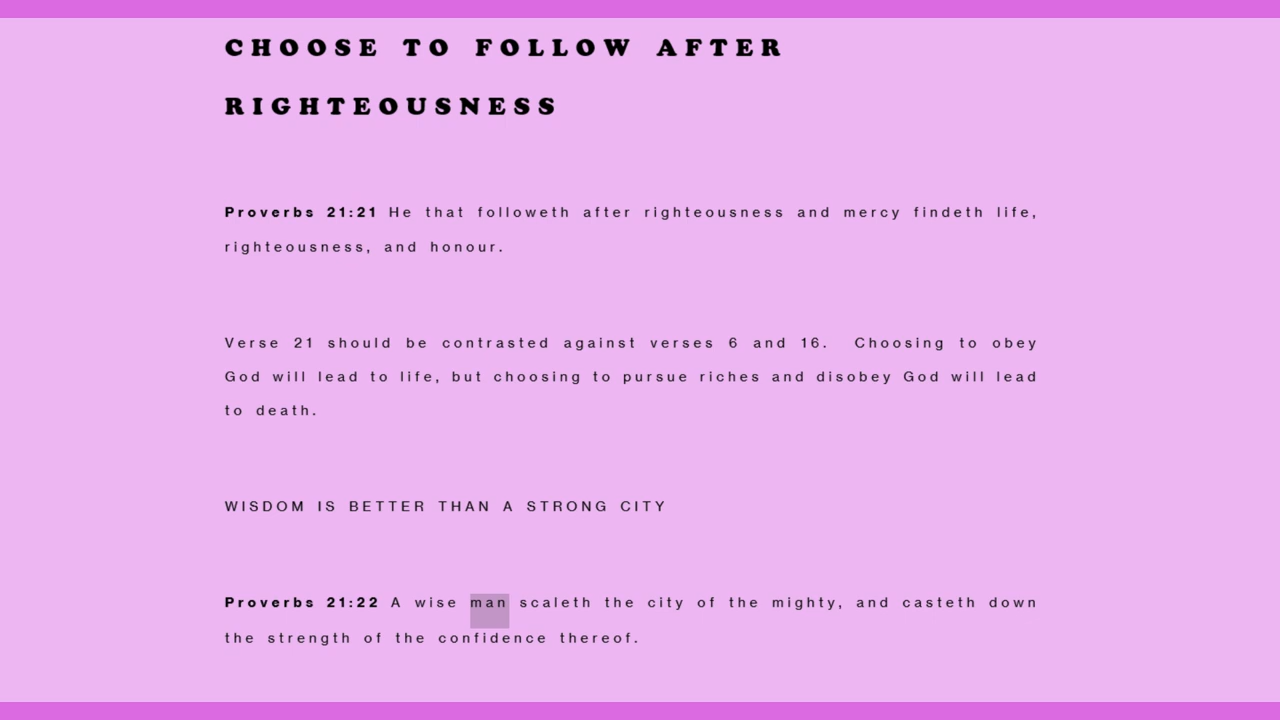 CHOOSE TO FOLLOW AFTER
RIGHTEOUSNESS
Proverbs 21:21 He that followeth after righteousness and mercy findeth life,
righteousness, and honour.
Verse 21 should be contrasted against verses 6 and 16.  Choosing to obey
God will lead to life, but choosing to pursue riches and disobey God will lead
to death.
WISDOM IS BETTER THAN A STRONG CITY
Proverbs 21:22 A wise man scaleth the city of the mighty, and casteth down
the strength of the confidence thereof.